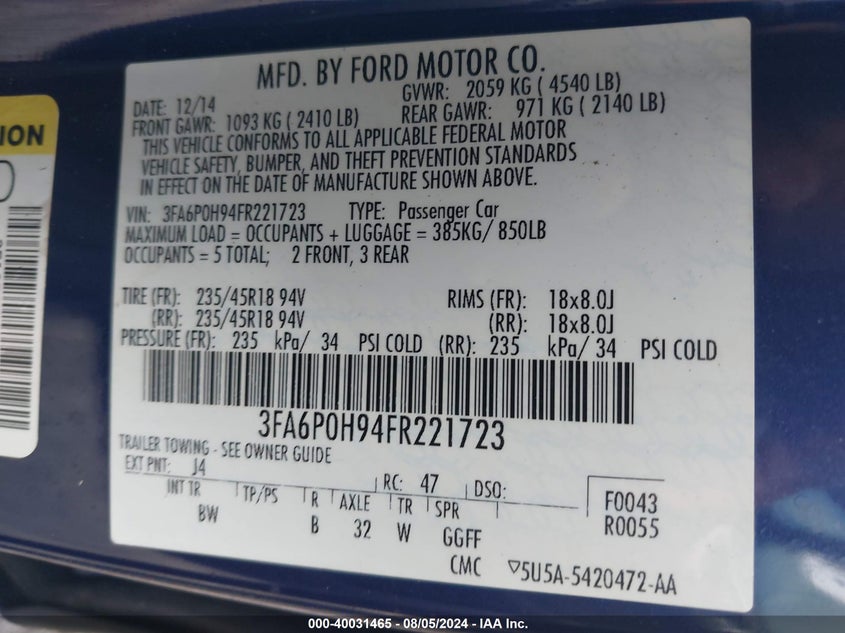 MFD. BY FORD MOTOR CO.
DATE: 12/14 GVWR: 2059 KG ( 4540 LB)
FRONT GAWR: 1093 KG ( 2410 LB) REAR GAWR: 971 KG ( 2140 LB)
THIS VEHICLE CONFORMS TO ALL APPLICABLE FEDERAL MOTOR
VEHICLE SAFETY, BUMPER, AND THEFT PREVENTION STANDARDS
IN EFFECT ON THE DATE OF MANUFACTURE SHOWN ABOVE.
VIN: 3FA6P0H94FR221723 TYPE: Passenger Car
MAXIMUM LOAD = OCCUPANTS + LUGGAGE = 385KG/ 850LB
OCCUPANTS = 5 TOTAL; 2 FRONT, 3 REAR
TIRE (FR): 235/45R18 94V RIMS (FR): 18x8.0J
(RR): 235/45R18 94V (RR): 18x8.0J
PRESSURE (FR): 235 kPa/ 34 PSI COLD (RR): 235 kPa/ 34 PSI COLD
3FA6P0H94FR221723
TRAILER TOWING - SEE OWNER GUIDE
EXT PNT: J4 RC: 47 DSO:
INT TR TP/PS R AXLE TR SPR
BW B 32 W GGFF
F0043
R0055
CMC ▽5U5A-5420472-AA
ION
000-40031465 - 08/05/2024 - IAA Inc.